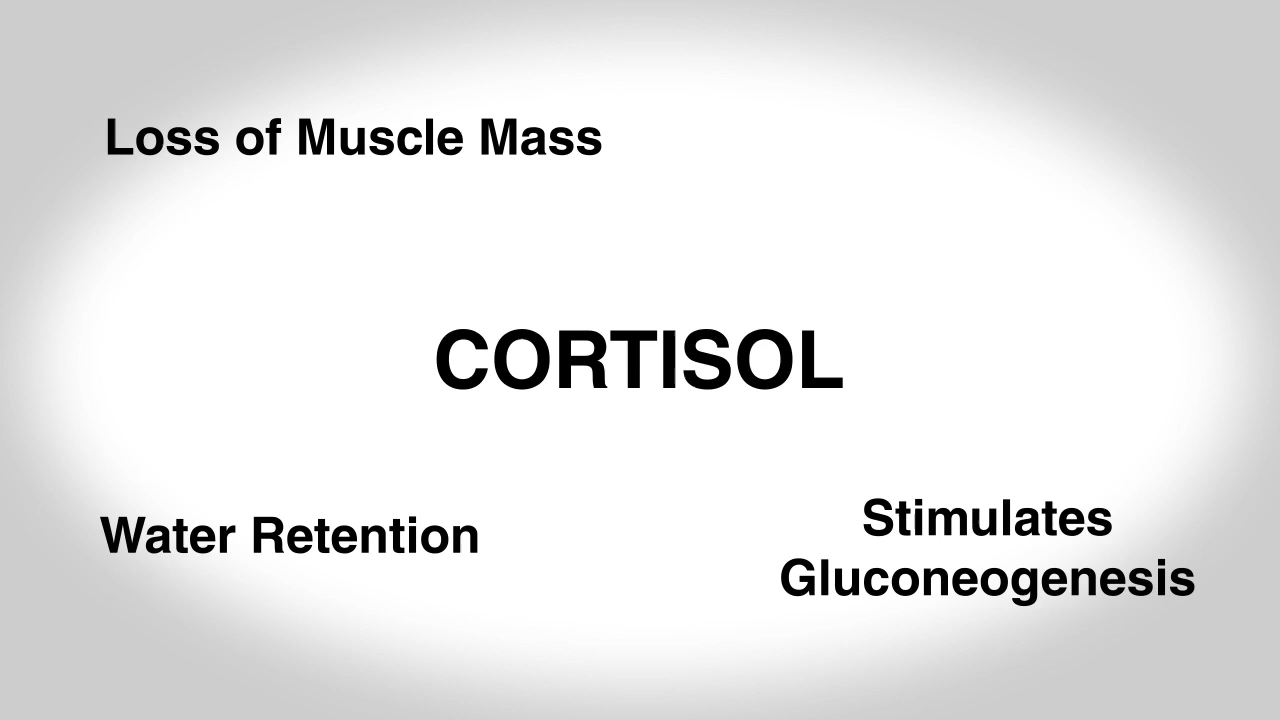 Loss of Muscle Mass
CORTISOL
Water Retention
Stimulates
Gluconeogenesis